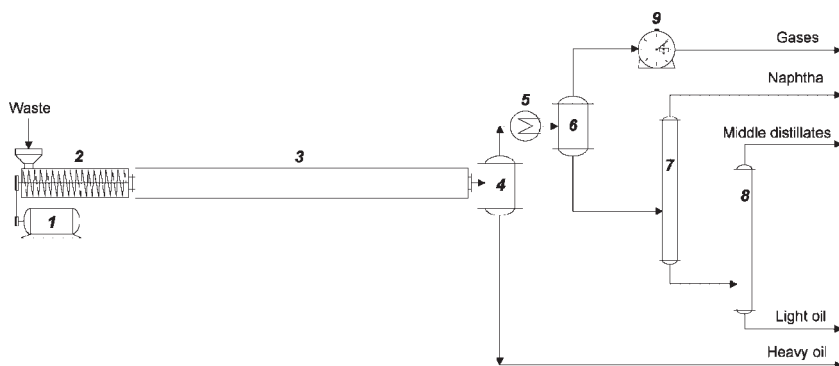 9
Gases
Naphtha
5
6
Waste
Middle distillates
2
3
4
7
8
1
Light oil
Heavy oil